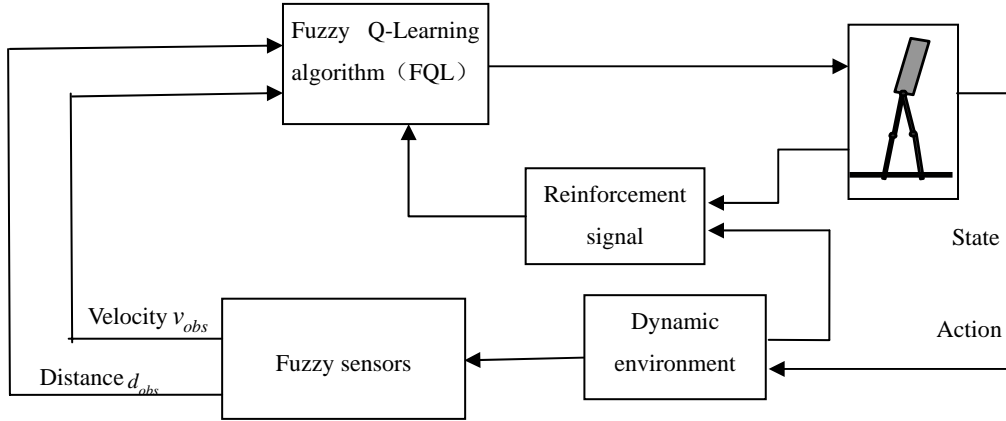 Fuzzy Q-Learning
algorithm（FQL）
Reinforcement
signal
State
Velocity v_obs
Dynamic
environment
Action
Fuzzy sensors
Distance d_obs